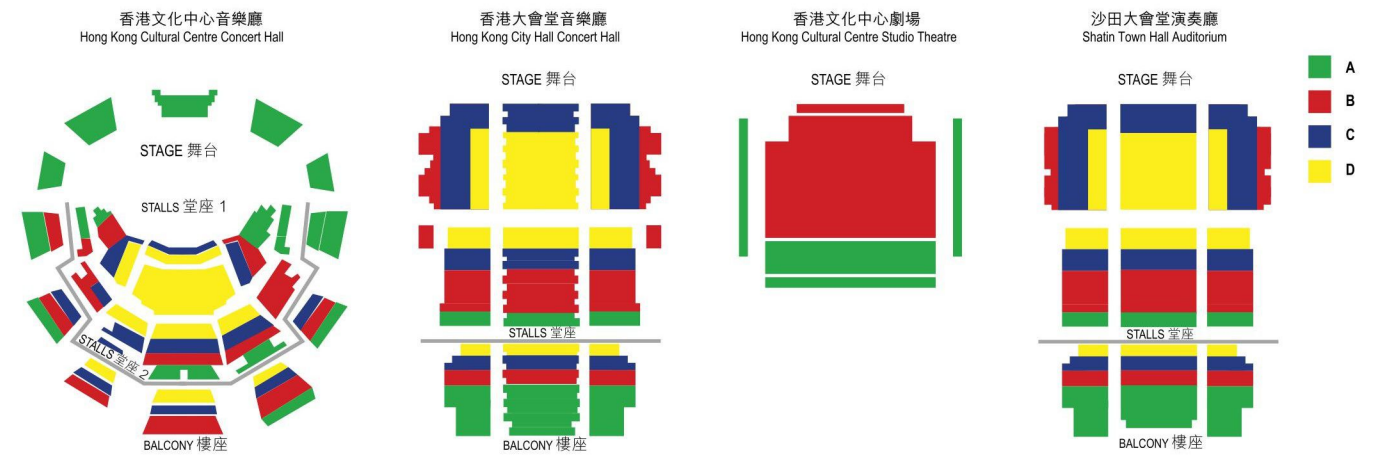 香港文化中心音樂廳
Hong Kong Cultural Centre Concert Hall
STAGE 舞台
STALLS 堂座 1
STALLS 堂座 2
BALCONY 樓座
香港大會堂音樂廳
Hong Kong City Hall Concert Hall
STAGE 舞台
STALLS 堂座
BALCONY 樓座
香港文化中心劇場
Hong Kong Cultural Centre Studio Theatre
STAGE 舞台
沙田大會堂演奏廳
Shatin Town Hall Auditorium
STAGE 舞台
STALLS 堂座
BALCONY 樓座
A
B
C
D